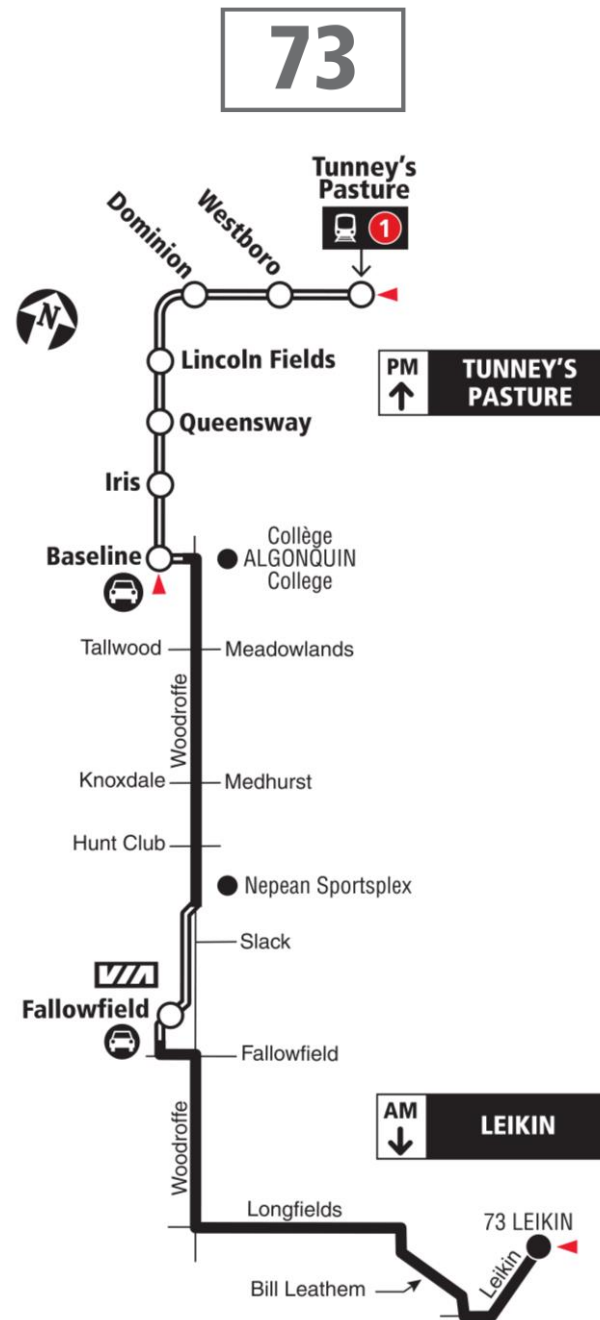 73
Tunney's
Pasture
1
Dominion
Westboro
N
Lincoln Fields
PM
TUNNEY'S
PASTURE
Queensway
Iris
Baseline
Collège
ALGONQUIN
College
Tallwood
Meadowlands
Woodroffe
Knoxdale
Medhurst
Hunt Club
Nepean Sportsplex
Slack
VIA
Fallowfield
Fallowfield
AM
LEIKIN
Woodroffe
Longfields
73 LEIKIN
Leikin
Bill Leathem